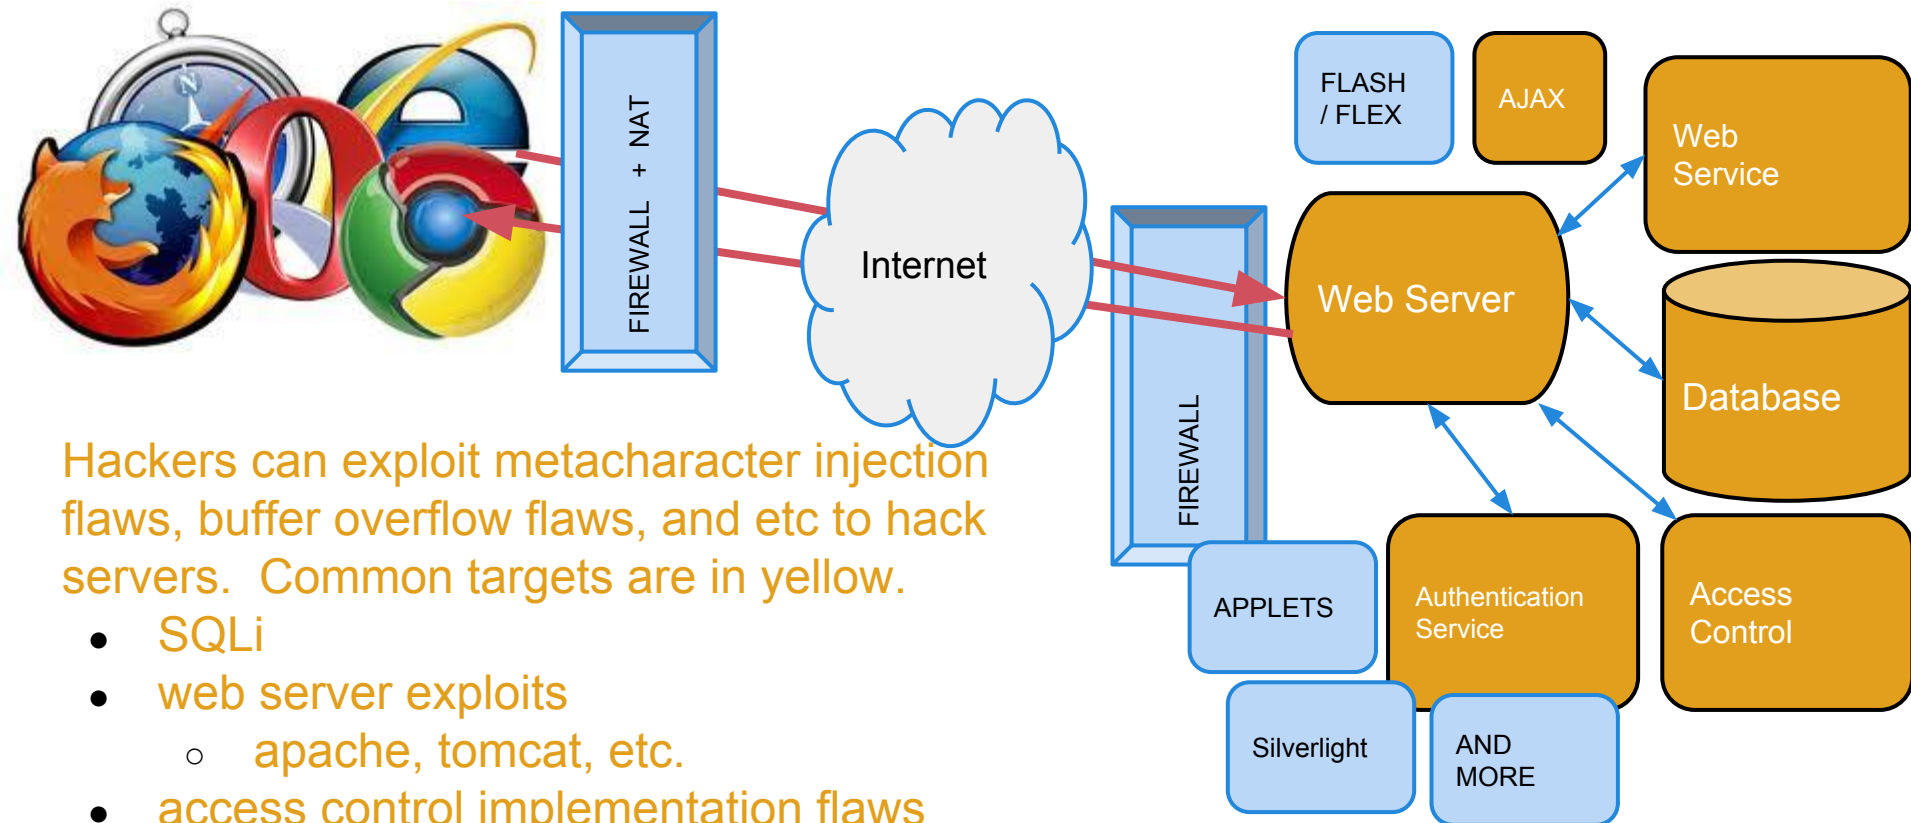 FIREWALL + NAT
Internet
FIREWALL
FLASH
/ FLEX
AJAX
Web
Service
Web Server
Database
Authentication
Service
Access
Control
APPLETS
Silverlight
AND
MORE
Hackers can exploit metacharacter injection
flaws, buffer overflow flaws, and etc to hack
servers. Common targets are in yellow.
● SQLi
● web server exploits
○ apache, tomcat, etc.
● access control implementation flaws